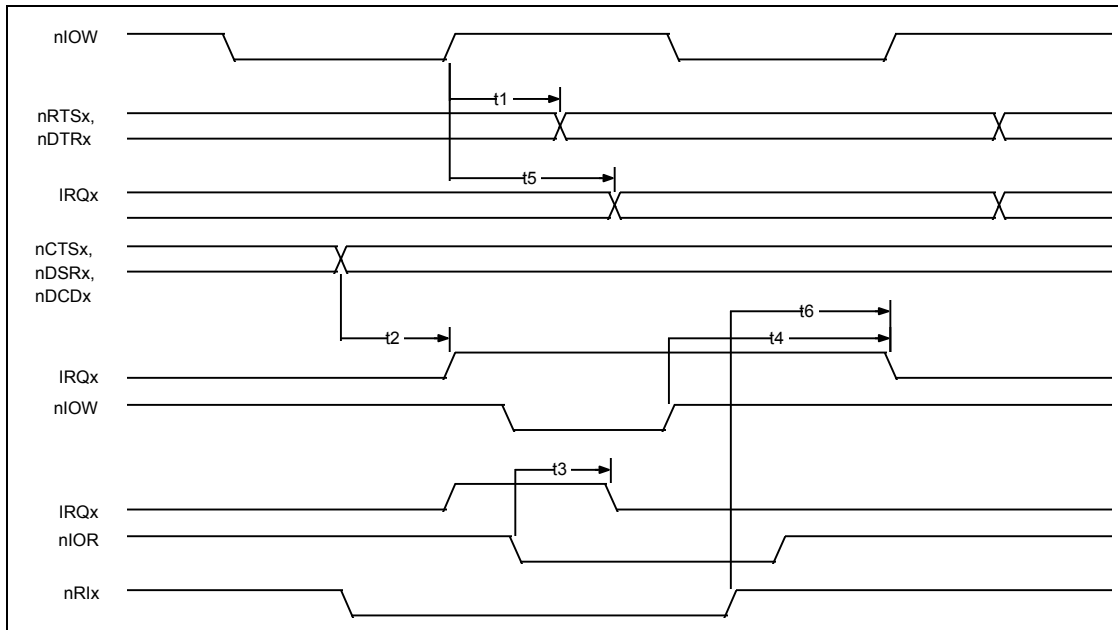 nIOW
t1
nRTSx,
nDTRx
t5
IRQx
nCTSx,
nDSRx,
nDCDx
t6
t2
t4
IRQx
nIOW
t3
IRQx
nIOR
nRIx